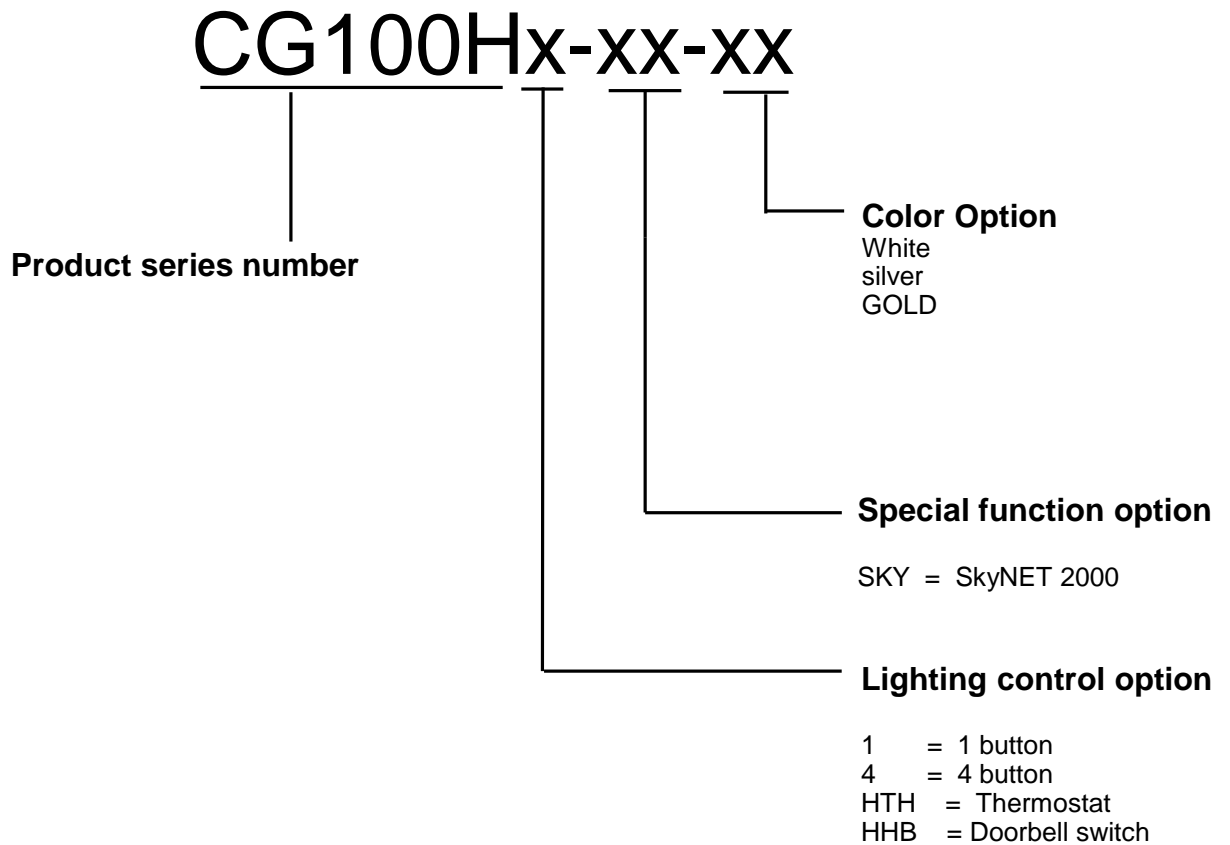 CG100Hx-xx-xx
Color Option
White
silver
GOLD
Product series number
Special function option
SKY = SkyNET 2000
Lighting control option
1 = 1 button
4 = 4 button
HTH = Thermostat
HHB = Doorbell switch